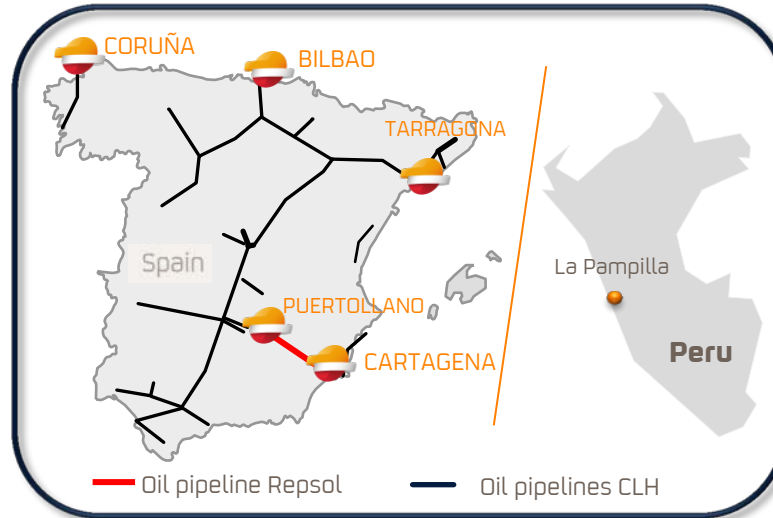 CORUÑA
BILBAO
TARRAGONA
Spain
La Pampilla
PUERTOLLANO
Peru
CARTAGENA
Oil pipeline Repsol
Oil pipelines CLH